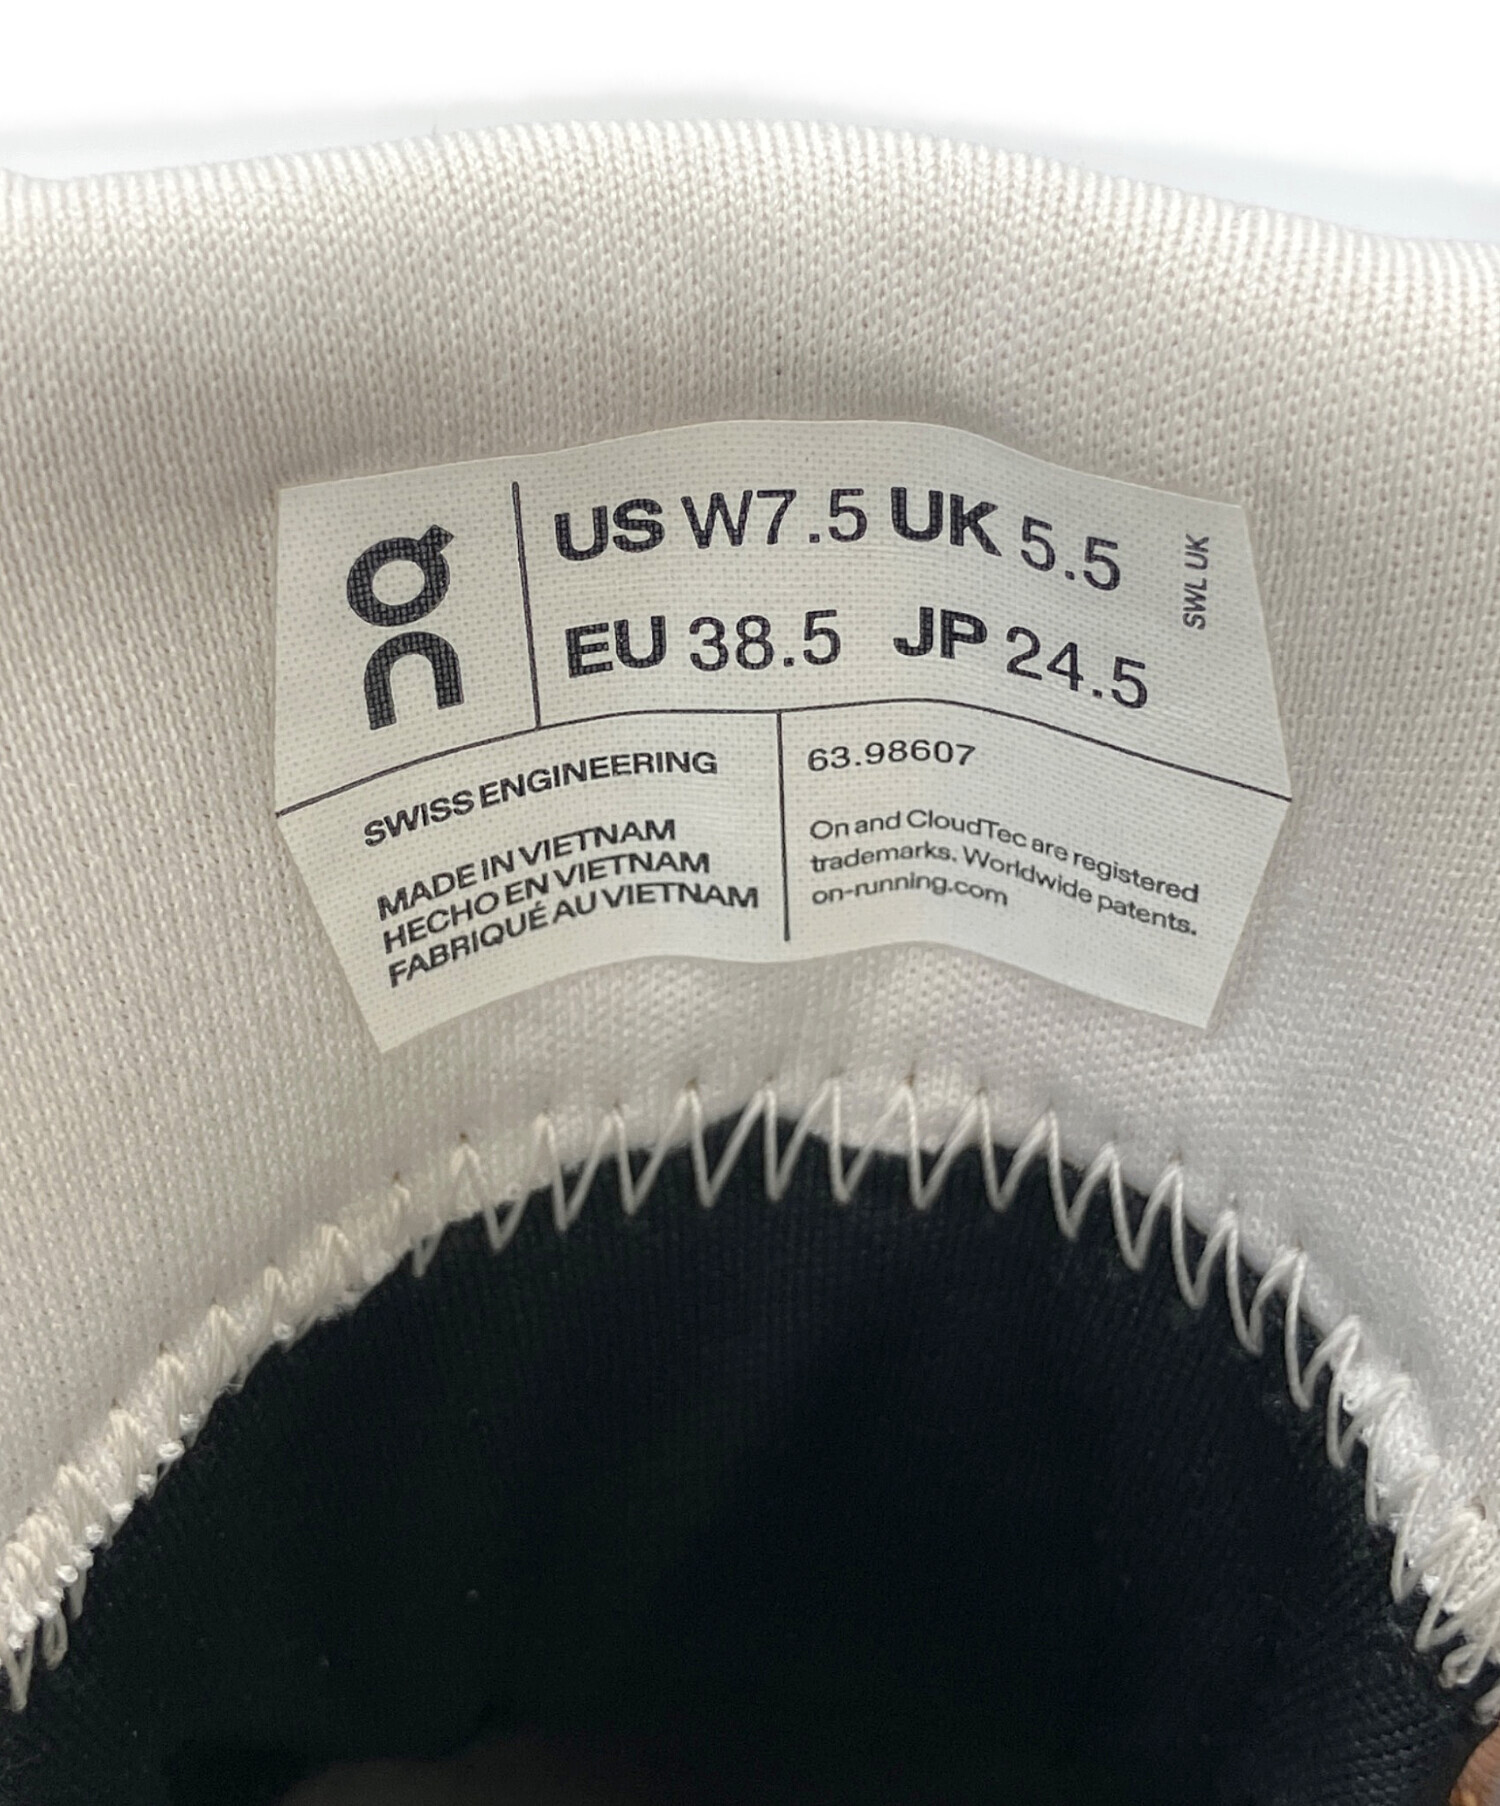 On
US W7.5 UK 5.5
EU 38.5 JP 24.5
SWL UK
SWISS ENGINEERING
MADE IN VIETNAM
HECHO EN VIETNAM
FABRIQUÉ AU VIETNAM
63.98607
On and CloudTec are registered
trademarks. Worldwide patents.
on-running.com